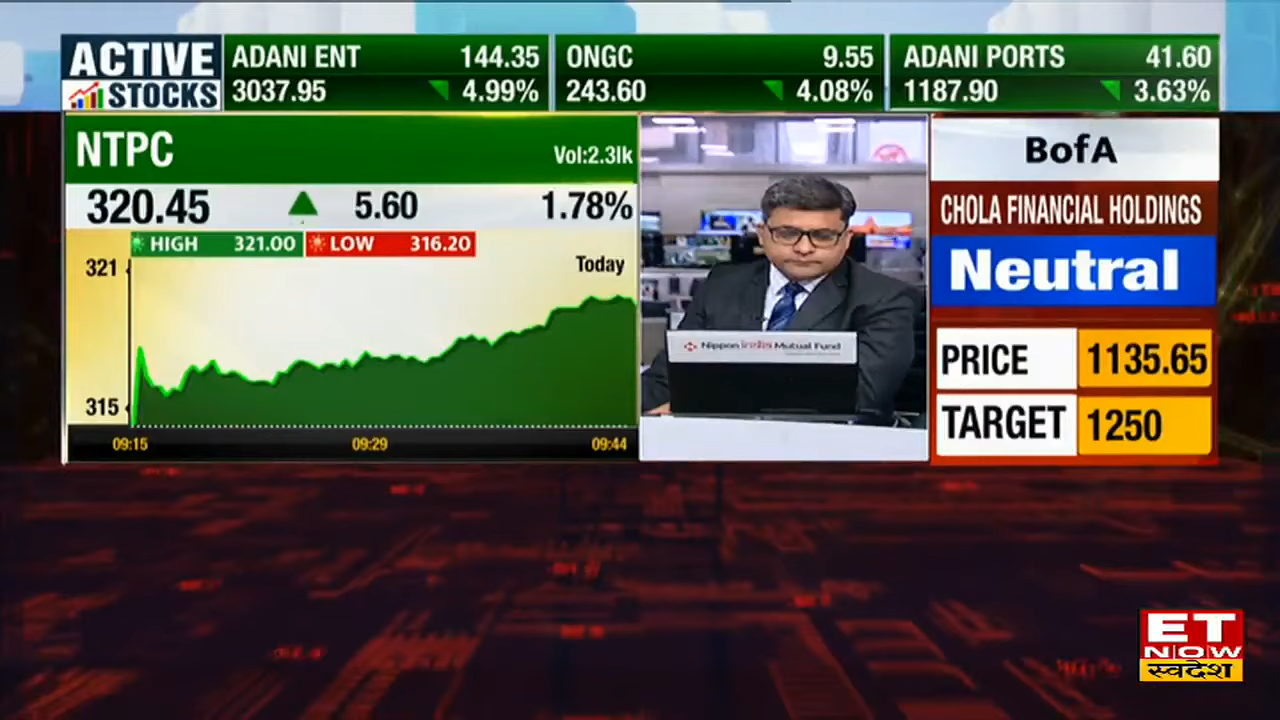 ACTIVE
STOCKS
ADANI ENT 144.35
3037.95 4.99%
ONGC 9.55
243.60 4.08%
ADANI PORTS 41.60
1187.90 3.63%
NTPC
Vol:2.3lk
320.45 5.60 1.78%
HIGH 321.00 LOW 316.20
Today
321
315
09:15 09:29 09:44
Nippon india Mutual Fund
BofA
CHOLA FINANCIAL HOLDINGS
Neutral
PRICE 1135.65
TARGET 1250
ET
NOW
स्वदेश